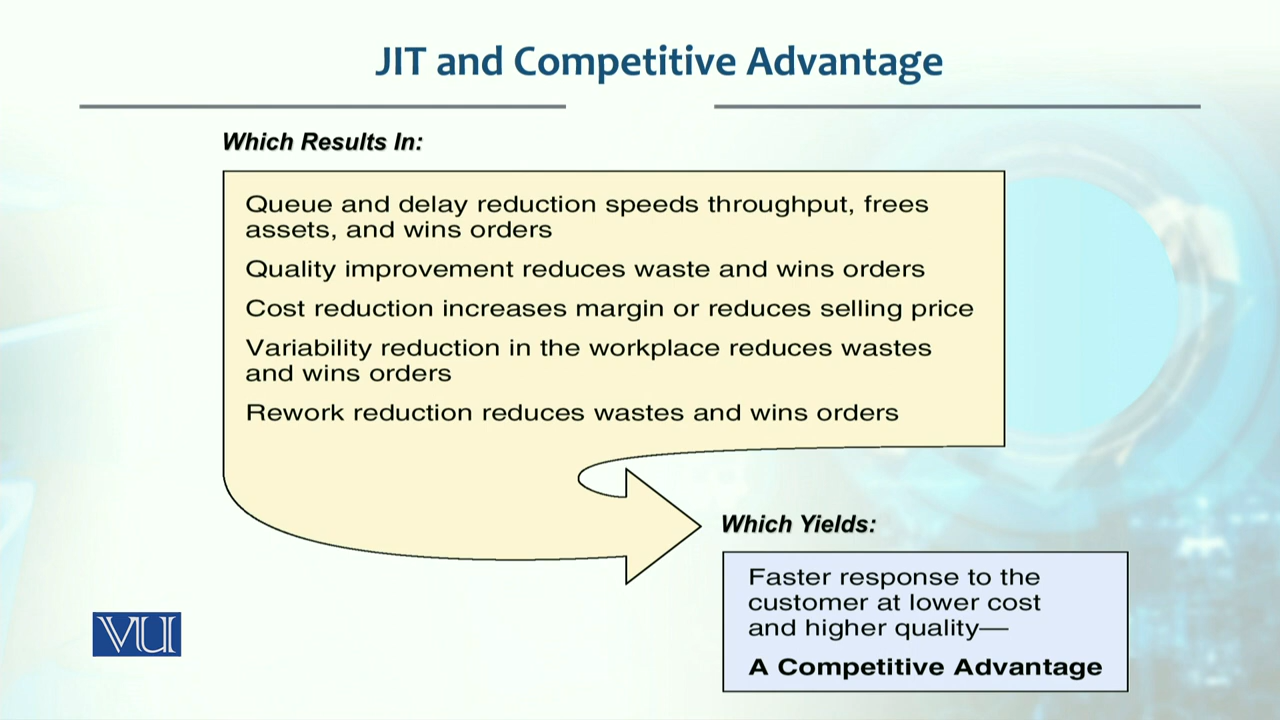 JIT and Competitive Advantage
Which Results In:
Queue and delay reduction speeds throughput, frees
assets, and wins orders
Quality improvement reduces waste and wins orders
Cost reduction increases margin or reduces selling price
Variability reduction in the workplace reduces wastes
and wins orders
Rework reduction reduces wastes and wins orders
Which Yields:
Faster response to the
customer at lower cost
and higher quality—
A Competitive Advantage
VU